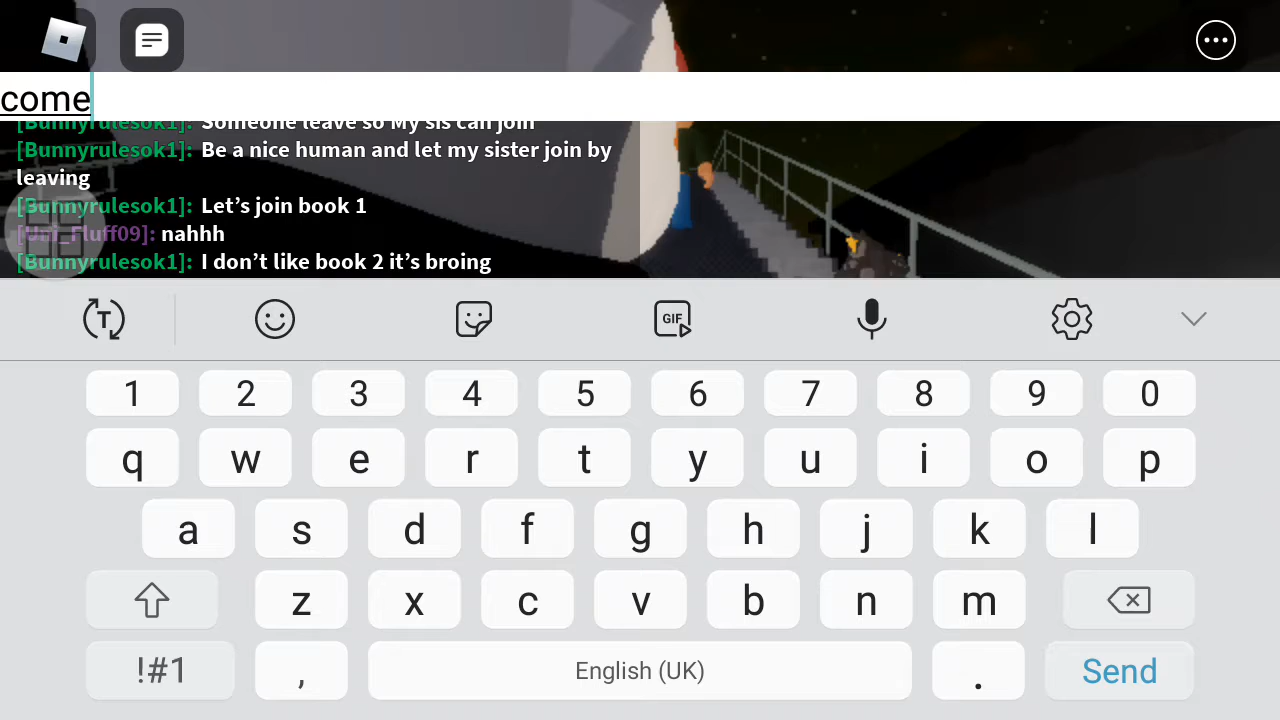 come
[Bunnyrulesok1]: Someone leave so My sis can join
[Bunnyrulesok1]: Be a nice human and let my sister join by
leaving
[Bunnyrulesok1]: Let’s join book 1
[Uni_Fluff09]: nahhh
[Bunnyrulesok1]: I don’t like book 2 it’s broing
T GIF
1 2 3 4 5 6 7 8 9 0
q w e r t y u i o p
a s d f g h j k l
z x c v b n m
!#1 , English (UK) . Send